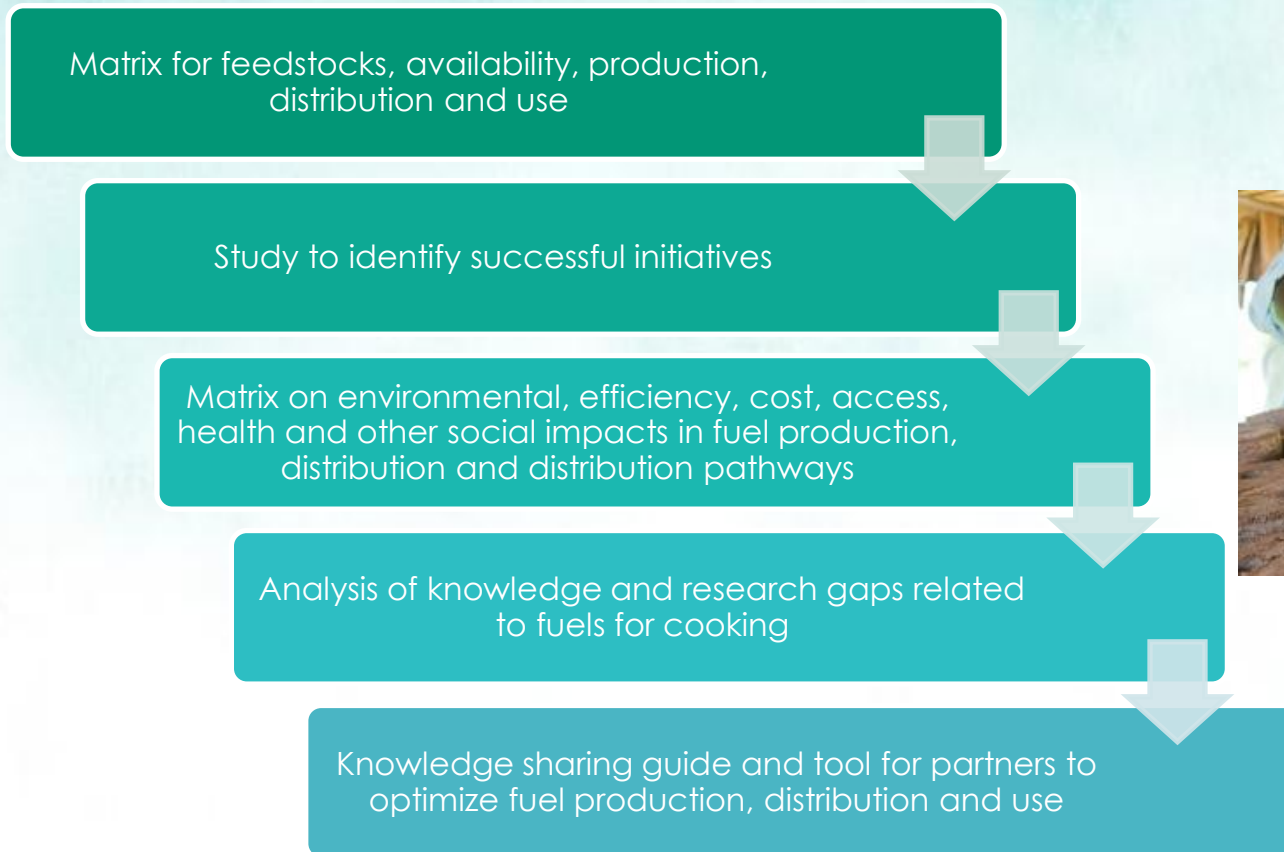 Matrix for feedstocks, availability, production,
distribution and use
Study to identify successful initiatives
Matrix on environmental, efficiency, cost, access,
health and other social impacts in fuel production,
distribution and distribution pathways
Analysis of knowledge and research gaps related
to fuels for cooking
Knowledge sharing guide and tool for partners to
optimize fuel production, distribution and use